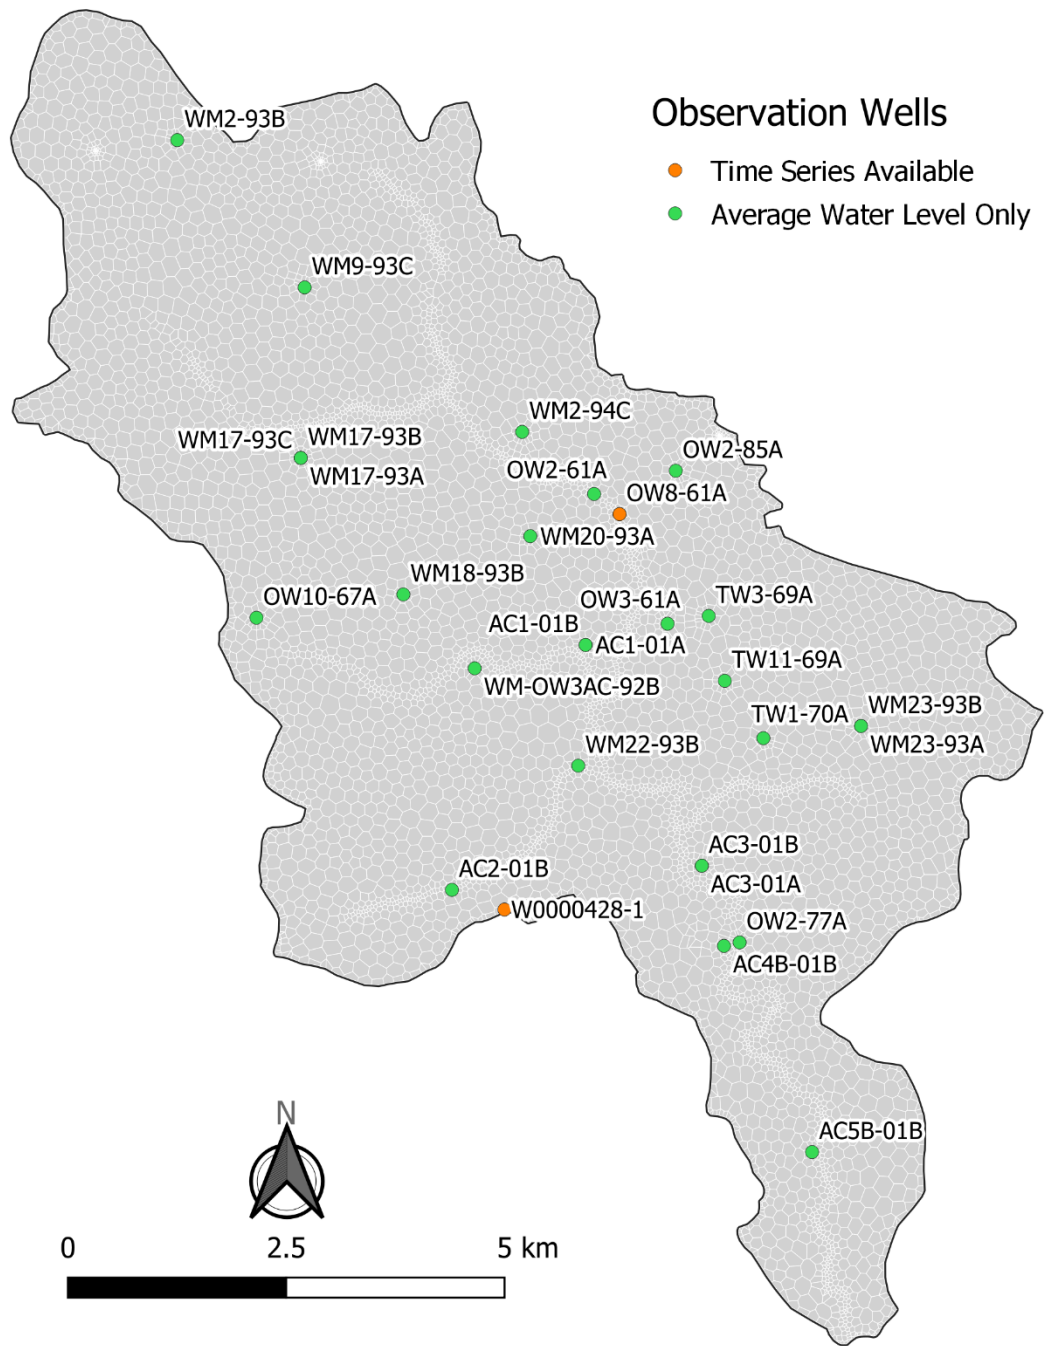 Observation Wells
Time Series Available
Average Water Level Only
WM2-93B
WM9-93C
WM2-94C
WM17-93C
WM17-93B
WM17-93A
OW2-85A
OW2-61A
OW8-61A
WM20-93A
WM18-93B
OW10-67A
OW3-61A
TW3-69A
AC1-01B
AC1-01A
WM-OW3AC-92B
TW11-69A
TW1-70A
WM23-93B
WM23-93A
WM22-93B
AC3-01B
AC3-01A
AC2-01B
W0000428-1
OW2-77A
AC4B-01B
AC5B-01B
N
0 2.5 5 km